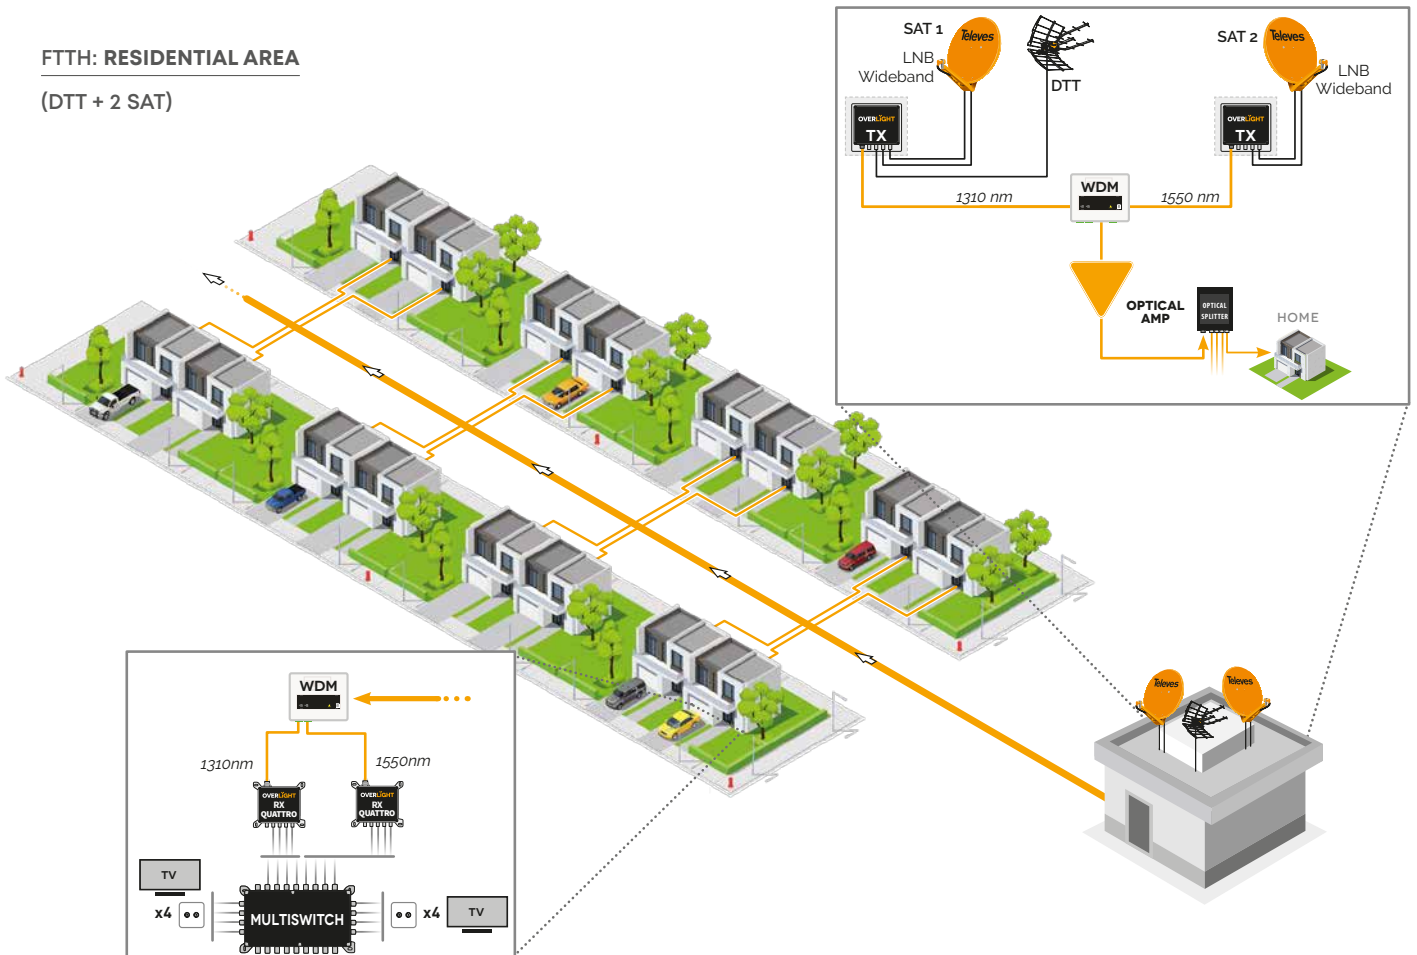 FTTH: RESIDENTIAL AREA
(DTT + 2 SAT)
SAT 1
LNB
Wideband
Televes
DTT
SAT 2
Televes
LNB
Wideband
OVERLIGHT
TX
OVERLIGHT
TX
1310 nm
WDM
1550 nm
OPTICAL
AMP
OPTICAL
SPLITTER
HOME
Televes
Televes
WDM
1310nm
1550nm
OVERLIGHT
RX
QUATTRO
OVERLIGHT
RX
QUATTRO
TV
x4
MULTISWITCH
x4
TV